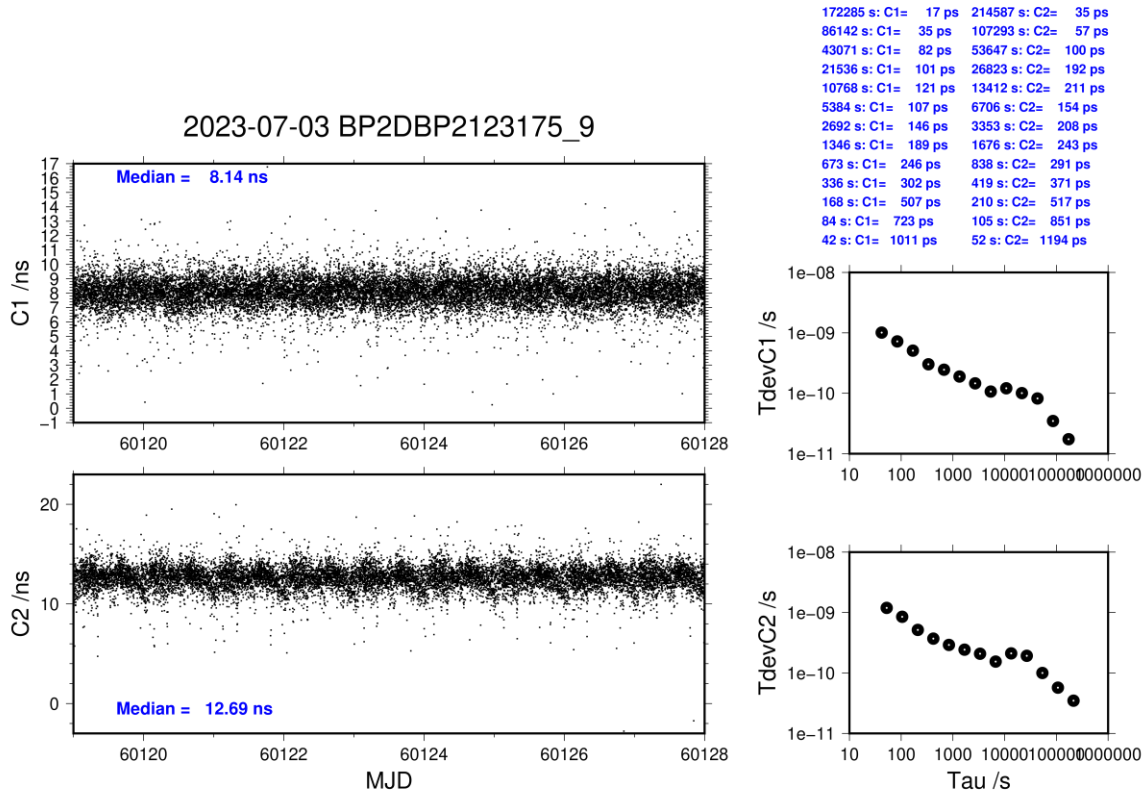 172285 s: C1= 17 ps 214587 s: C2= 35 ps
86142 s: C1= 35 ps 107293 s: C2= 57 ps
43071 s: C1= 82 ps 53647 s: C2= 100 ps
21536 s: C1= 101 ps 26823 s: C2= 192 ps
10768 s: C1= 121 ps 13412 s: C2= 211 ps
5384 s: C1= 107 ps 6706 s: C2= 154 ps
2692 s: C1= 146 ps 3353 s: C2= 208 ps
1346 s: C1= 189 ps 1676 s: C2= 243 ps
673 s: C1= 246 ps 838 s: C2= 291 ps
336 s: C1= 302 ps 419 s: C2= 371 ps
168 s: C1= 507 ps 210 s: C2= 517 ps
84 s: C1= 723 ps 105 s: C2= 851 ps
42 s: C1= 1011 ps 52 s: C2= 1194 ps
2023-07-03 BP2DBP2123175_9
Median = 8.14 ns
C1 /ns
17
16
15
14
13
12
11
10
9
8
7
6
5
4
3
2
1
0
−1
60120 60122 60124 60126 60128
C2 /ns
20
10
0
Median = 12.69 ns
60120 60122 60124 60126 60128
MJD
TdevC1 /s
1e−08
1e−09
1e−10
1e−11
10 100 1000 10000 100000 1000000
TdevC2 /s
1e−08
1e−09
1e−10
1e−11
10 100 1000 10000 100000 1000000
Tau /s